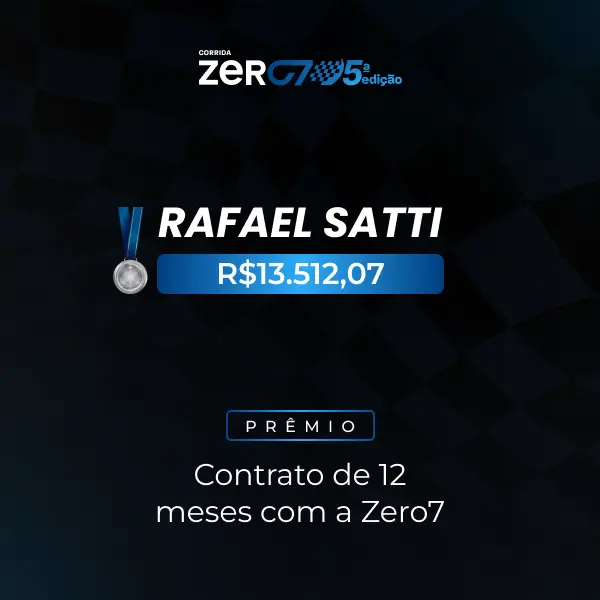 CORRIDA
zerO7 5ª edição
RAFAEL SATTI
R$13.512,07
PRÊMIO
Contrato de 12
meses com a Zero7